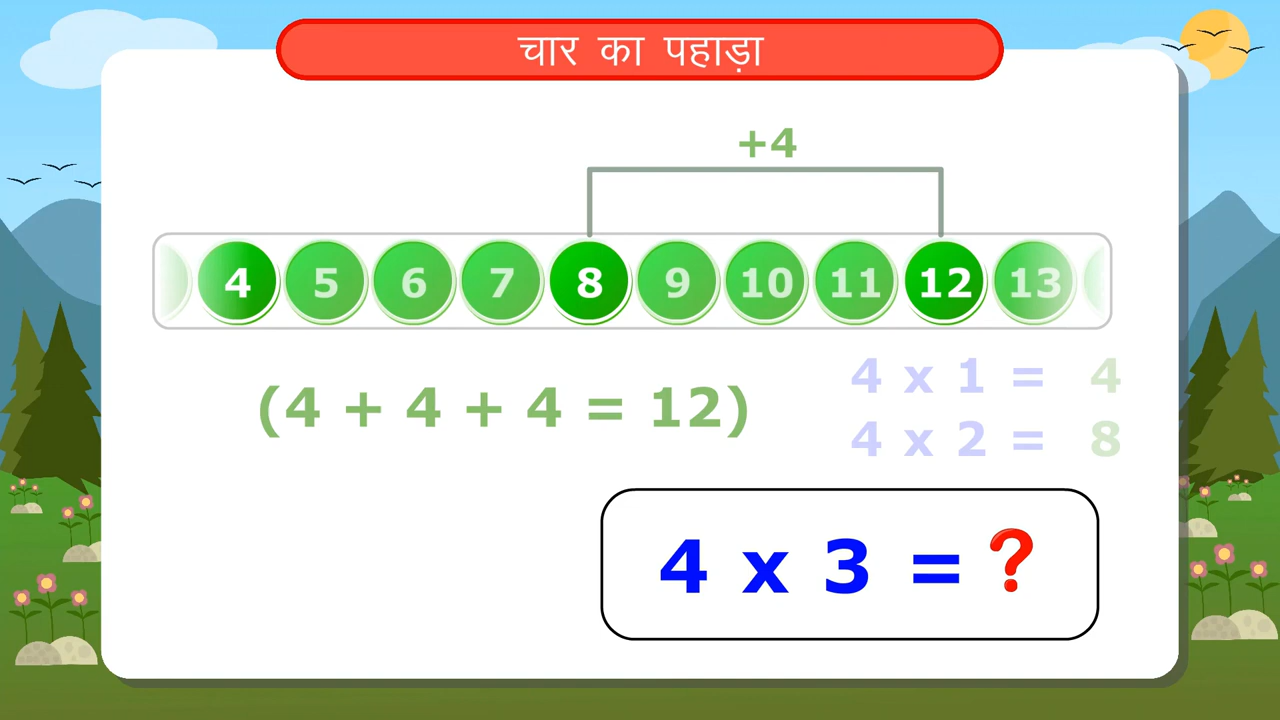 चार का पहाड़ा
+4
4 5 6 7 8 9 10 11 12 13
(4 + 4 + 4 = 12)
4 x 1 = 4
4 x 2 = 8
4 x 3 = ?